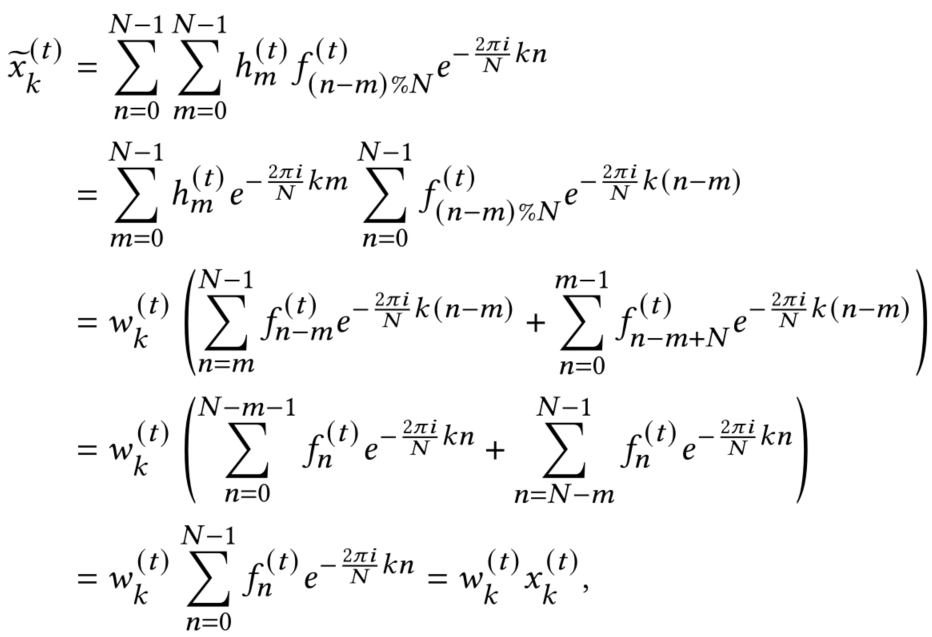 \widetilde{x}_k^{(t)} = \sum_{n=0}^{N-1} \sum_{m=0}^{N-1} h_m^{(t)} f_{(n-m)\%N}^{(t)} e^{-\frac{2\pi i}{N}kn}
= \sum_{m=0}^{N-1} h_m^{(t)} e^{-\frac{2\pi i}{N}km} \sum_{n=0}^{N-1} f_{(n-m)\%N}^{(t)} e^{-\frac{2\pi i}{N}k(n-m)}
= w_k^{(t)} \left( \sum_{n=m}^{N-1} f_{n-m}^{(t)} e^{-\frac{2\pi i}{N}k(n-m)} + \sum_{n=0}^{m-1} f_{n-m+N}^{(t)} e^{-\frac{2\pi i}{N}k(n-m)} \right)
= w_k^{(t)} \left( \sum_{n=0}^{N-m-1} f_n^{(t)} e^{-\frac{2\pi i}{N}kn} + \sum_{n=N-m}^{N-1} f_n^{(t)} e^{-\frac{2\pi i}{N}kn} \right)
= w_k^{(t)} \sum_{n=0}^{N-1} f_n^{(t)} e^{-\frac{2\pi i}{N}kn} = w_k^{(t)} x_k^{(t)},